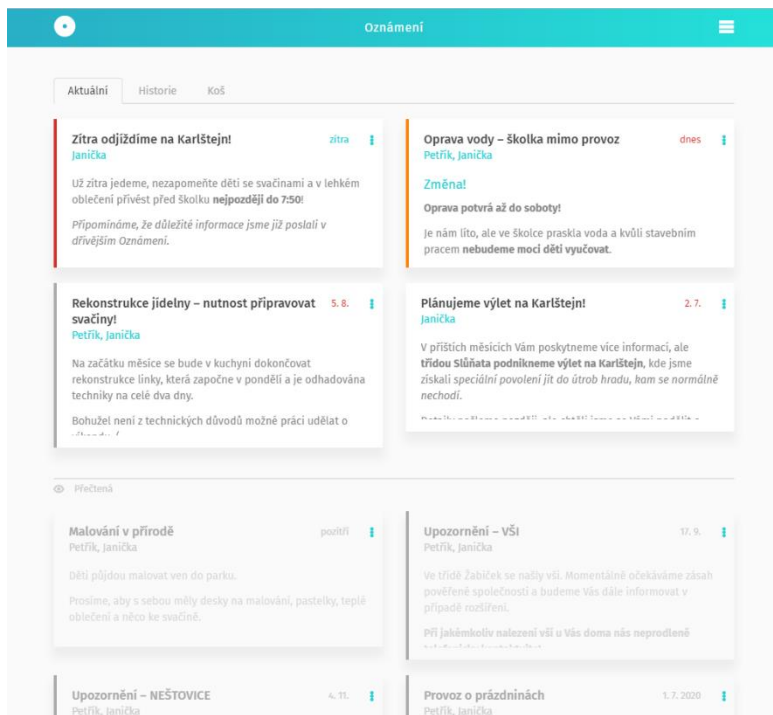 Oznámení
Aktuální
Historie
Koš
Zítra odjíždíme na Karlštejn!
zítra
Janička
Už zítra jedeme, nezapomeňte děti se svačinami a v lehkém
oblečení přivést před školku nejpozději do 7:50!
Připomínáme, že důležité informace jsme již poslali v
dřívějším Oznámení.
Oprava vody – školka mimo provoz
dnes
Petřík, Janička
Změna!
Oprava potvrá až do soboty!
Je nám líto, ale ve školce praskla voda a kvůli stavebním
pracem nebudeme moci děti vyučovat.
Rekonstrukce jídelny – nutnost připravovat
svačiny!
5. 8.
Petřík, Janička
Na začátku měsíce se bude v kuchyni dokončovat
rekonstrukce linky, která započne v pondělí a je odhadována
techniky na celé dva dny.
Bohužel není z technických důvodů možné práci udělat o
Plánujeme výlet na Karlštejn!
2. 7.
Janička
V příštích měsících Vám poskytneme více informací, ale
třídou Slůňata podnikneme výlet na Karlštejn, kde jsme
získali speciální povolení jít do útrob hradu, kam se normálně
nechodí.
Přečtená
Malování v přírodě
pozítří
Petřík, Janička
Děti půjdou malovat ven do parku.
Prosíme, aby s sebou měly desky na malování, pastelky, teplé
oblečení a něco ke svačině.
Upozornění – VŠI
17. 9.
Petřík, Janička
Ve třídě Žabiček se našly vši. Momentálně očekáváme zásah
pověřené společnosti a budeme Vás dále informovat v
případě rozšíření.
Při jakémkoliv nalezení vší u Vás doma nás neprodleně
Upozornění – NEŠTOVICE
4. 11.
Petřík, Janička
Provoz o prázdninách
1. 7. 2020
Petřík, Janička